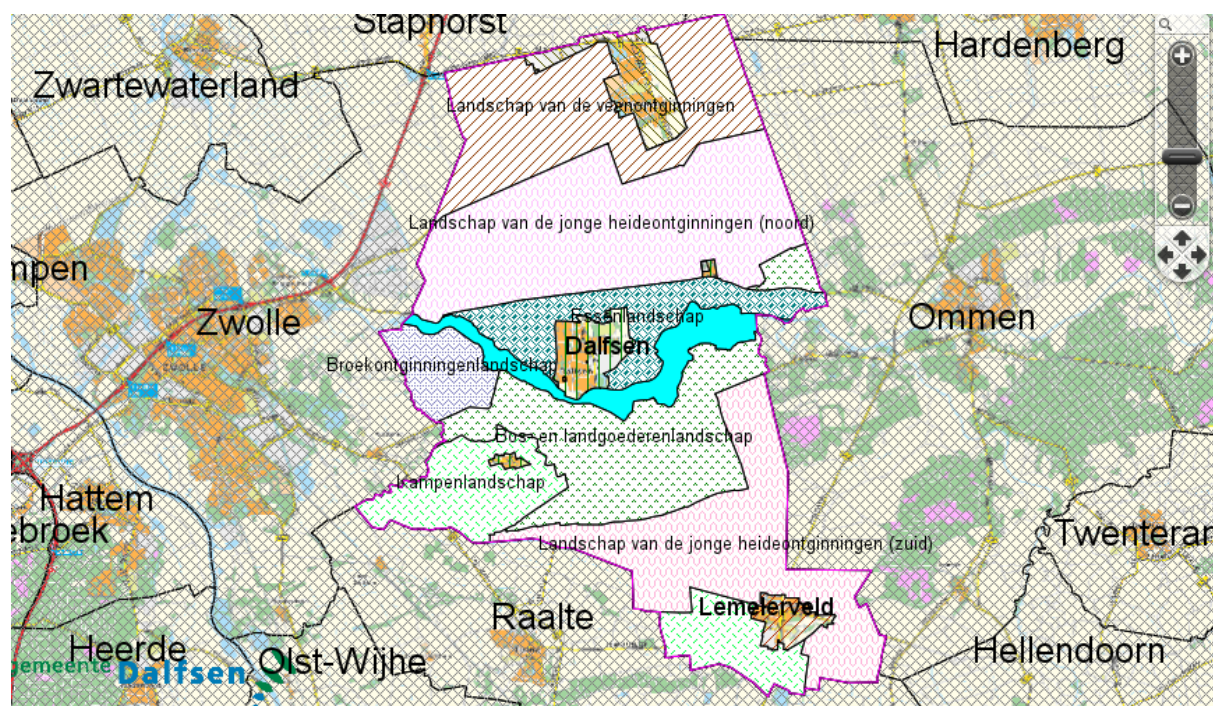 Staphorst
Hardenberg
Zwartewaterland
Landschap van de veenontginningen
Landschap van de jonge heideontginningen (noord)
mpen
Zwolle
Essenlandschap
Ommen
Dalfsen
Broekontginningenlandschap
ZWOLLE
Bos- en landgoederenlandschap
Kampenlandschap
Hattem
ebroek
Landschap van de jonge heideontginningen (zuid)
Twenteran
Lemelerveld
Raalte
Heerde
Olst-Wijhe
Hellendoorn
gemeente Dalfsen